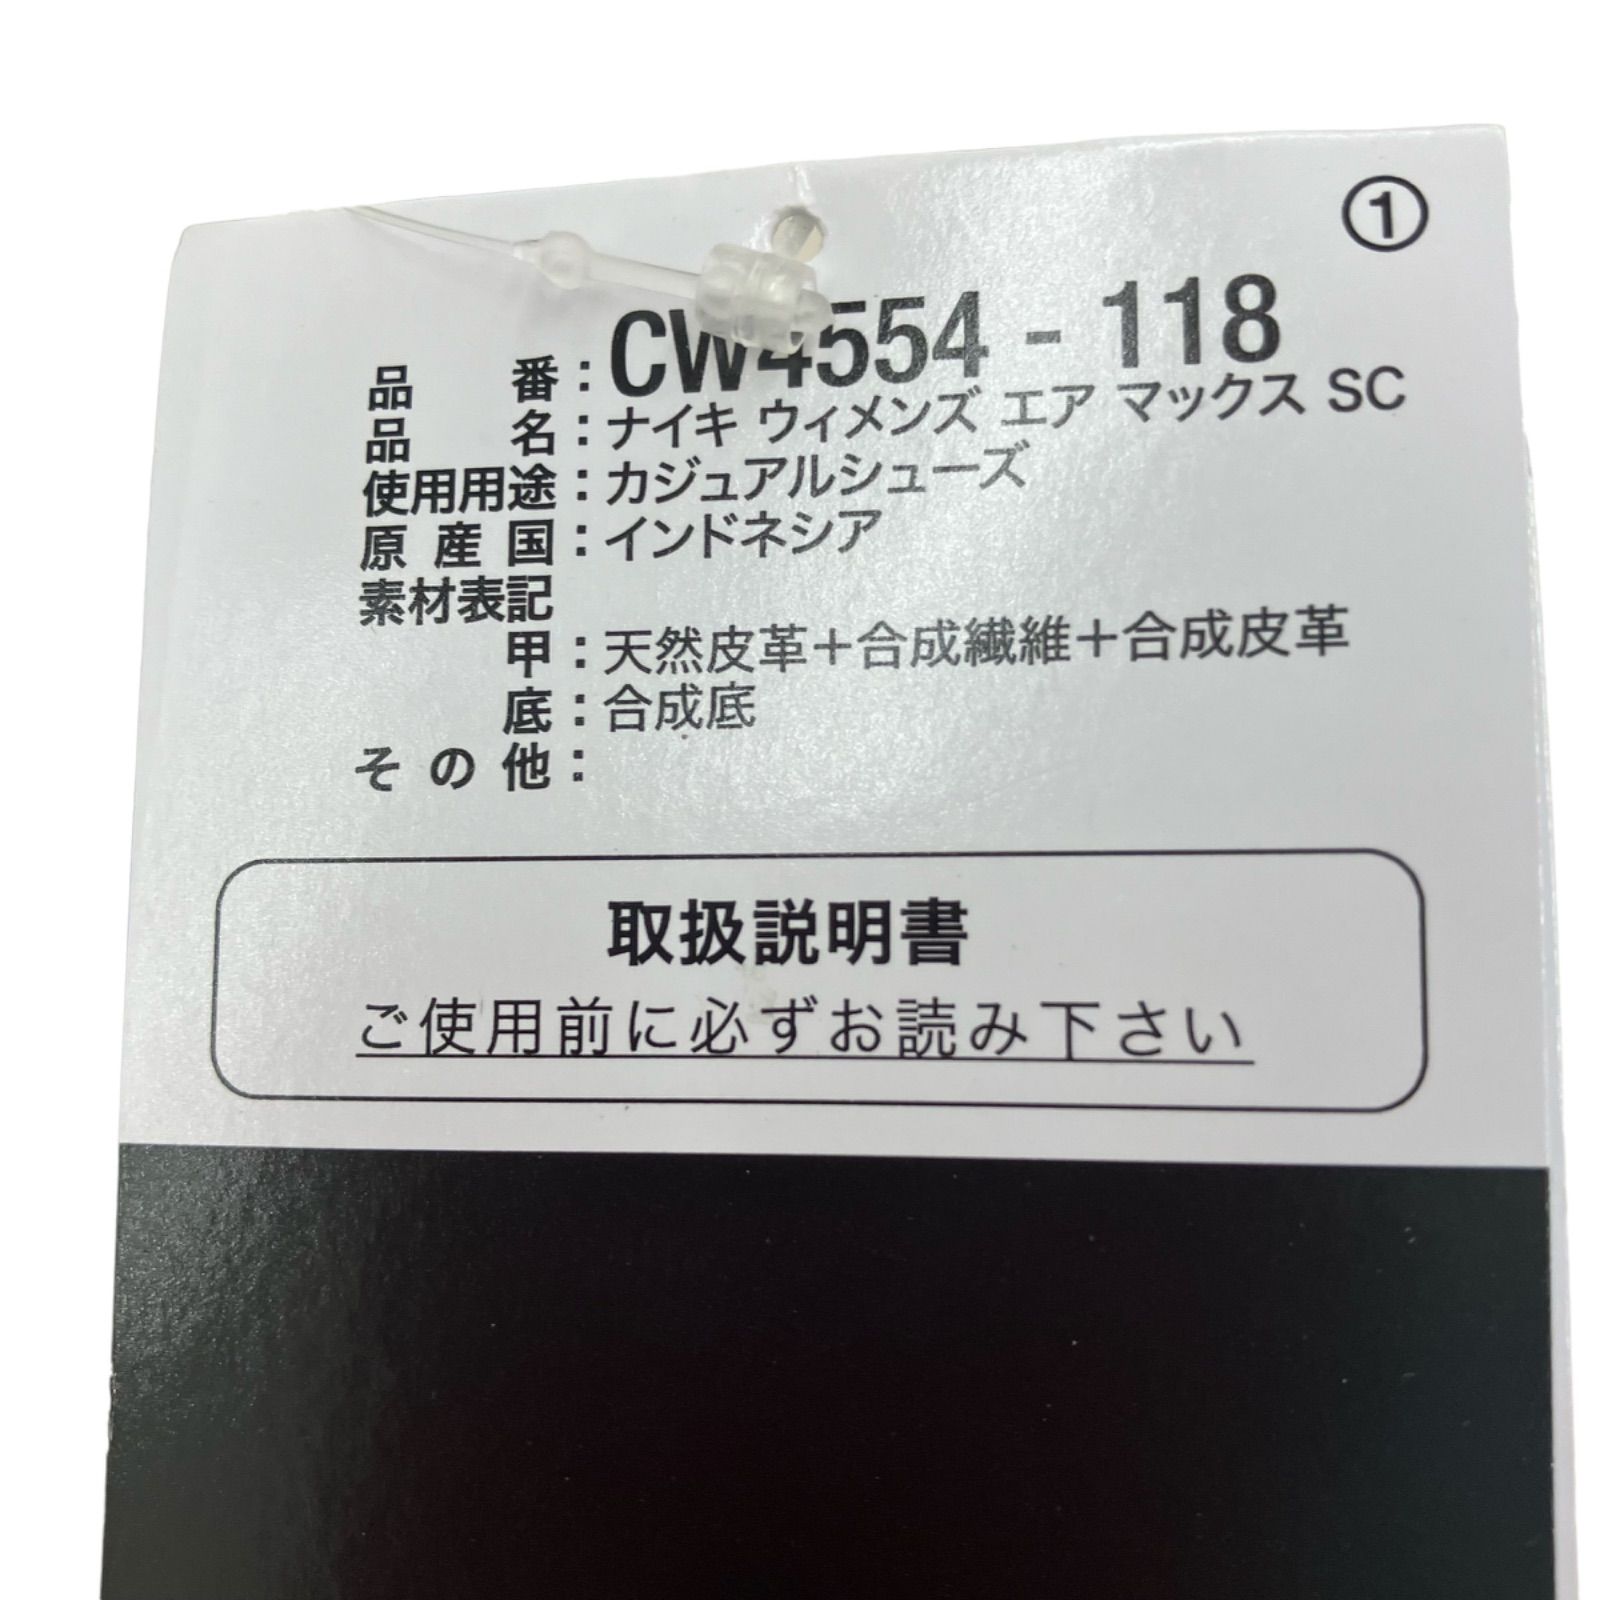 ①
品番：CW4554 - 118
品名：ナイキ ウィメンズ エア マックス SC
使用用途：カジュアルシューズ
原産国：インドネシア
素材表記
甲：天然皮革＋合成繊維＋合成皮革
底：合成底
その他：
取扱説明書
ご使用前に必ずお読み下さい